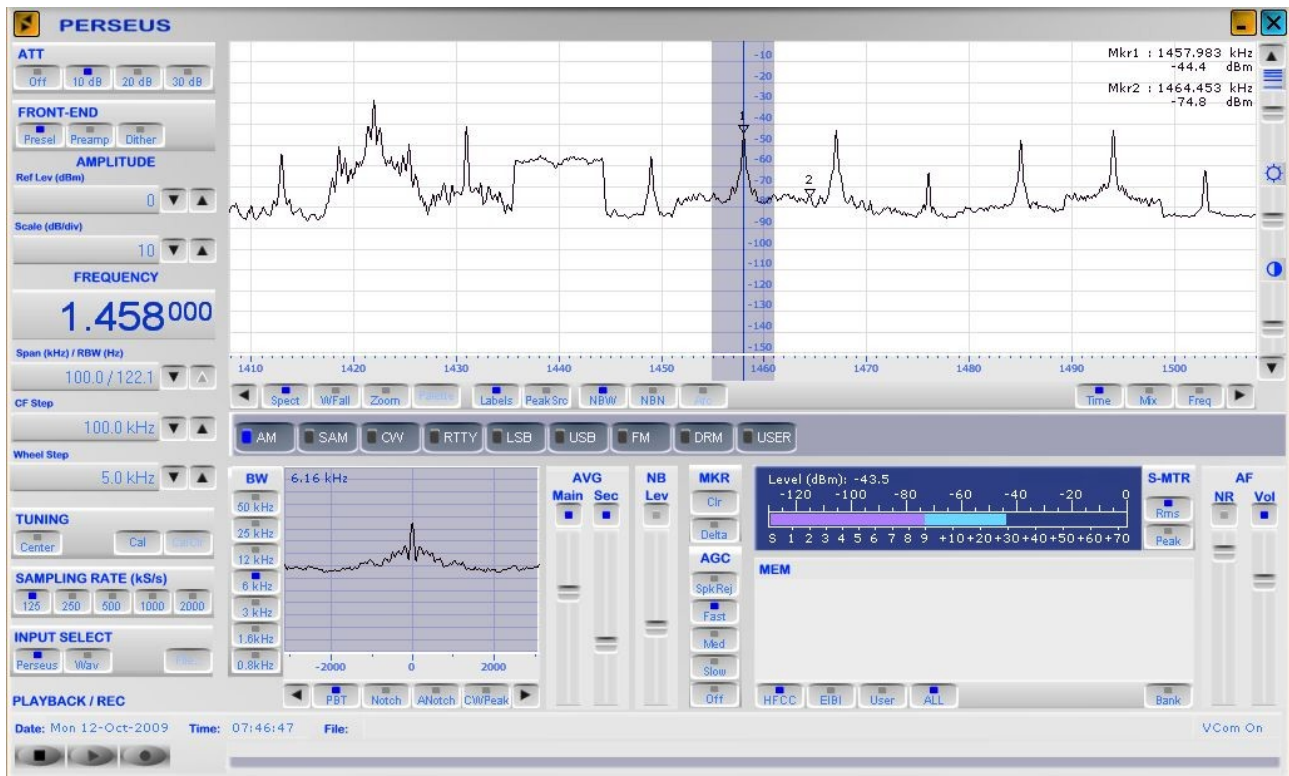 PERSEUS
ATT
Off 10 dB 20 dB 30 dB
FRONT-END
Presel Preamp Dither
AMPLITUDE
Ref Lev (dBm)
0
Scale (dB/div)
10
FREQUENCY
1.458000
Span (kHz) / RBW (Hz)
100.0 / 122.1
CF Step
100.0 kHz
Wheel Step
5.0 kHz
TUNING
Center Cal
SAMPLING RATE (kS/s)
125 250 500 1000 2000
INPUT SELECT
Perseus Wav
PLAYBACK / REC
Mkr1 : 1457.983 kHz
-44.4 dBm
Mkr2 : 1464.453 kHz
-74.8 dBm
-10
-20
-30
-40
-50
-60
-70
-80
-90
-100
-110
-120
-130
-140
-150
1
2
1410 1420 1430 1440 1450 1460 1470 1480 1490 1500
Spect WFall Zoom Palette Labels Peak Src NBW NBN Time Mix Freq
AM SAM CW RTTY LSB USB FM DRM USER
BW
50 kHz
25 kHz
12 kHz
6 kHz
3 kHz
1.6kHz
0.8kHz
6.16 kHz
-2000 0 2000
PBT Notch ANotch CWPeak
AVG
Main Sec
NB
Lev
MKR
Clr
Delta
AGC
SpkRej
Fast
Med
Slow
Off
Level (dBm): -43.5
-120 -100 -80 -60 -40 -20 0
S 1 2 3 4 5 6 7 8 9 +10+20+30+40+50+60+70
S-MTR
Rms
Peak
AF
NR Vol
MEM
HFCC EIBI User ALL Bank
Date: Mon 12-Oct-2009 Time: 07:46:47 File: VCom On